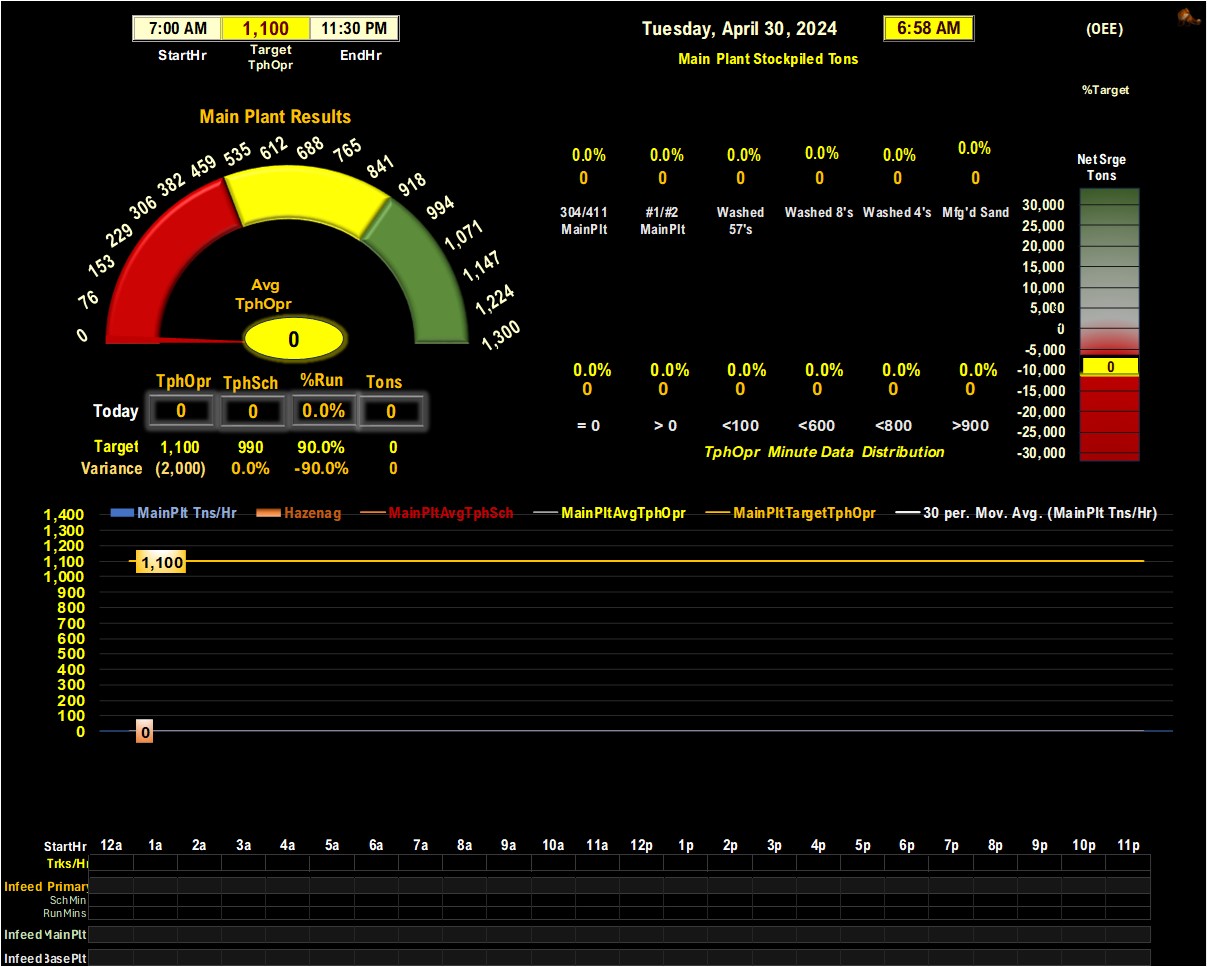 7:00 AM 1,100 11:30 PM
StartHr Target TphOpr EndHr
Tuesday, April 30, 2024 6:58 AM (OEE)
Main Plant Stockpiled Tons
%Target
Main Plant Results
0 76 153 229 306 382 459 535 612 688 765 841 918 994 1,071 1,147 1,224 1,300
Avg
TphOpr
0
TphOpr TphSch %Run Tons
Today 0 0 0.0% 0
Target 1,100 990 90.0% 0
Variance (2,000) 0.0% -90.0% 0
0.0% 0.0% 0.0% 0.0% 0.0% 0.0%
0 0 0 0 0 0
304/411 MainPlt #1/#2 MainPlt Washed 57's Washed 8's Washed 4's Mfg'd Sand
0.0% 0.0% 0.0% 0.0% 0.0% 0.0%
0 0 0 0 0 0
= 0 > 0 <100 <600 <800 >900
TphOpr Minute Data Distribution
Net Srge
Tons
30,000
25,000
20,000
15,000
10,000
5,000
0
-5,000
-10,000 0
-15,000
-20,000
-25,000
-30,000
MainPlt Tns/Hr Hazenag MainPltAvgTphSch MainPltAvgTphOpr MainPltTargetTphOpr 30 per. Mov. Avg. (MainPlt Tns/Hr)
1,400
1,300
1,200
1,100 1,100
1,000
900
800
700
600
500
400
300
200
100
0 0
StartHr 12a 1a 2a 3a 4a 5a 6a 7a 8a 9a 10a 11a 12p 1p 2p 3p 4p 5p 6p 7p 8p 9p 10p 11p
Trks/Hr
Infeed Primary
SchMin
RunMins
Infeed MainPlt
Infeed BasePlt